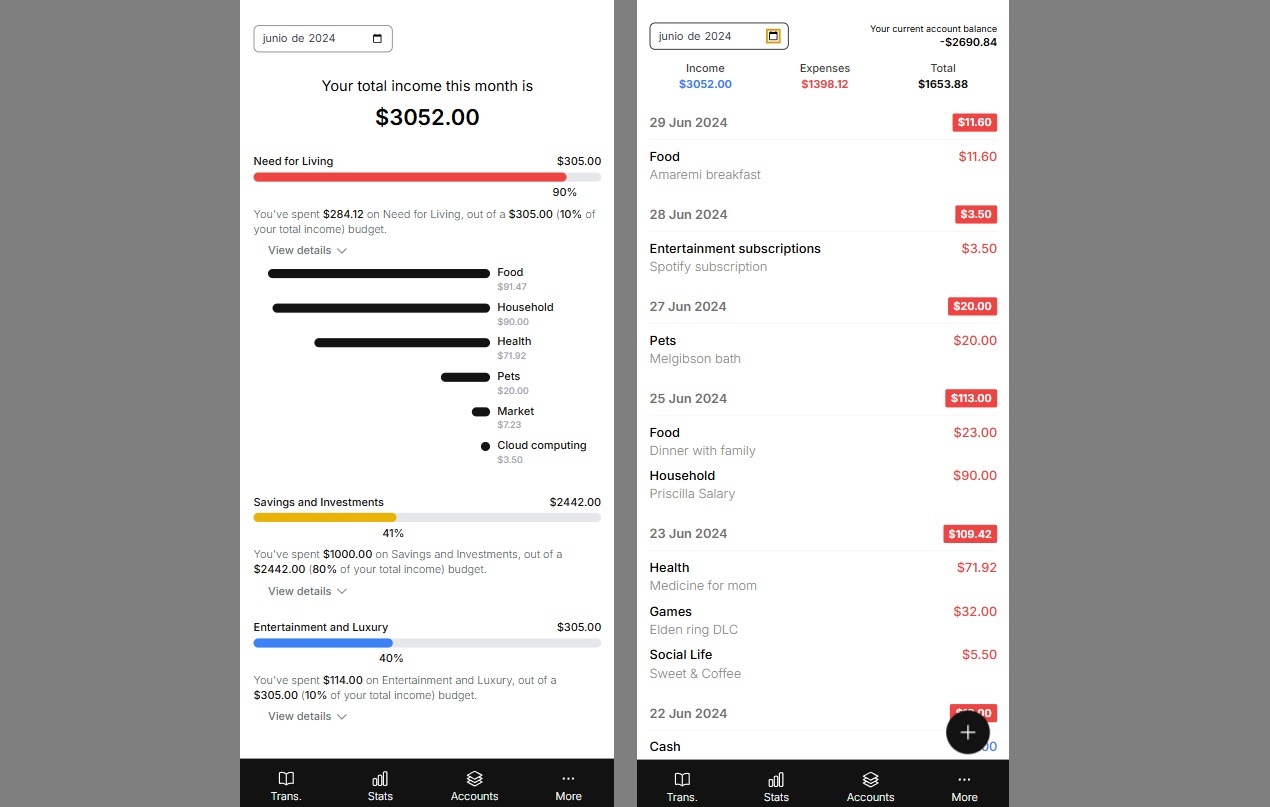 junio de 2024
Your total income this month is
$3052.00
Need for Living $305.00
90%
You've spent $284.12 on Need for Living, out of a $305.00 (10% of
your total income) budget.
View details
Food
$91.47
Household
$90.00
Health
$71.92
Pets
$20.00
Market
$7.23
Cloud computing
$3.50
Savings and Investments $2442.00
41%
You've spent $1000.00 on Savings and Investments, out of a
$2442.00 (80% of your total income) budget.
View details
Entertainment and Luxury $305.00
40%
You've spent $114.00 on Entertainment and Luxury, out of a
$305.00 (10% of your total income) budget.
View details
Trans. Stats Accounts More
junio de 2024
Your current account balance
-$2690.84
Income Expenses Total
$3052.00 $1398.12 $1653.88
29 Jun 2024 $11.60
Food $11.60
Amaremi breakfast
28 Jun 2024 $3.50
Entertainment subscriptions $3.50
Spotify subscription
27 Jun 2024 $20.00
Pets $20.00
Melgibson bath
25 Jun 2024 $113.00
Food $23.00
Dinner with family
Household $90.00
Priscilla Salary
23 Jun 2024 $109.42
Health $71.92
Medicine for mom
Games $32.00
Elden ring DLC
Social Life $5.50
Sweet & Coffee
22 Jun 2024
Cash
Trans. Stats Accounts More